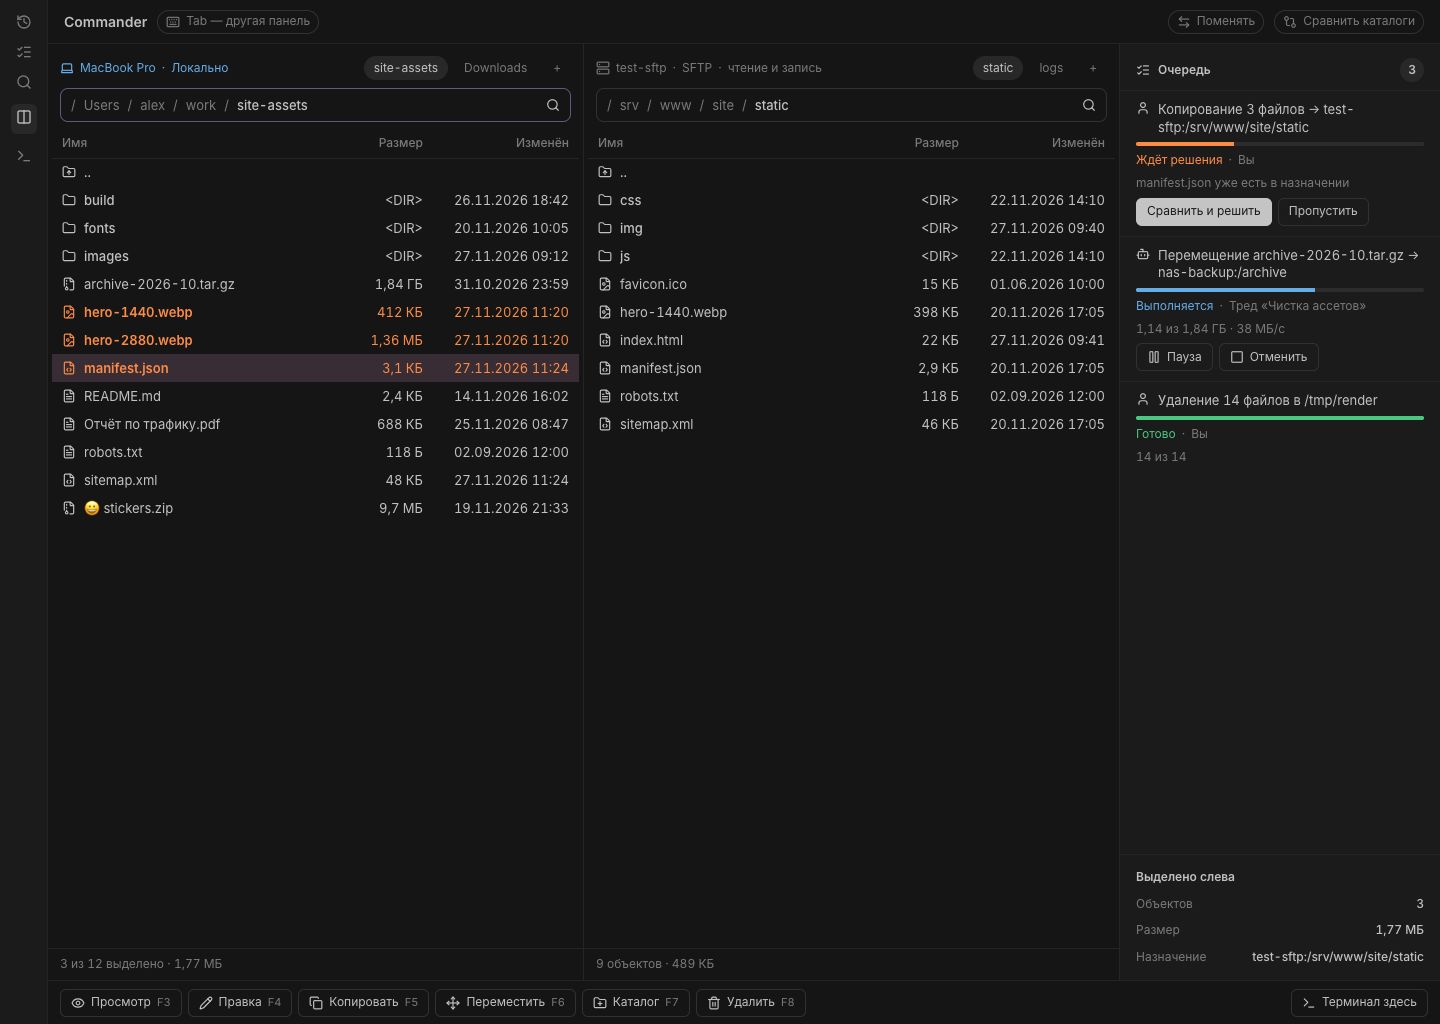 Commander Tab — другая панель Поменять Сравнить каталоги
MacBook Pro · Локально site-assets Downloads +
/ Users / alex / work / site-assets
Имя Размер Изменён
..
build <DIR> 26.11.2026 18:42
fonts <DIR> 20.11.2026 10:05
images <DIR> 27.11.2026 09:12
archive-2026-10.tar.gz 1,84 ГБ 31.10.2026 23:59
hero-1440.webp 412 КБ 27.11.2026 11:20
hero-2880.webp 1,36 МБ 27.11.2026 11:20
manifest.json 3,1 КБ 27.11.2026 11:24
README.md 2,4 КБ 14.11.2026 16:02
Отчёт по трафику.pdf 688 КБ 25.11.2026 08:47
robots.txt 118 Б 02.09.2026 12:00
sitemap.xml 48 КБ 27.11.2026 11:24
😀 stickers.zip 9,7 МБ 19.11.2026 21:33
3 из 12 выделено · 1,77 МБ
test-sftp · SFTP · чтение и запись static logs +
/ srv / www / site / static
Имя Размер Изменён
..
css <DIR> 22.11.2026 14:10
img <DIR> 27.11.2026 09:40
js <DIR> 22.11.2026 14:10
favicon.ico 15 КБ 01.06.2026 10:00
hero-1440.webp 398 КБ 20.11.2026 17:05
index.html 22 КБ 27.11.2026 09:41
manifest.json 2,9 КБ 20.11.2026 17:05
robots.txt 118 Б 02.09.2026 12:00
sitemap.xml 46 КБ 20.11.2026 17:05
9 объектов · 489 КБ
Очередь 3
Копирование 3 файлов → test-
sftp:/srv/www/site/static
Ждёт решения · Вы
manifest.json уже есть в назначении
Сравнить и решить Пропустить
Перемещение archive-2026-10.tar.gz →
nas-backup:/archive
Выполняется · Тред «Чистка ассетов»
1,14 из 1,84 ГБ · 38 МБ/с
Пауза Отменить
Удаление 14 файлов в /tmp/render
Готово · Вы
14 из 14
Выделено слева
Объектов 3
Размер 1,77 МБ
Назначение test-sftp:/srv/www/site/static
Просмотр F3 Правка F4 Копировать F5 Переместить F6 Каталог F7 Удалить F8 Терминал здесь